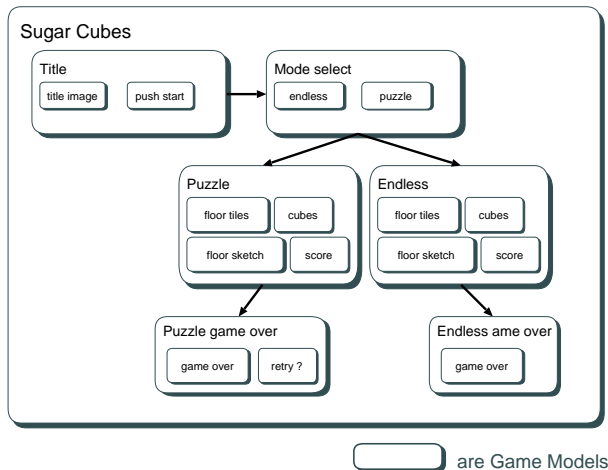 Sugar Cubes
Title
title image
push start
Mode select
endless
puzzle
Puzzle
floor tiles
cubes
floor sketch
score
Endless
floor tiles
cubes
floor sketch
score
Puzzle game over
game over
retry ?
Endless ame over
game over
are Game Models